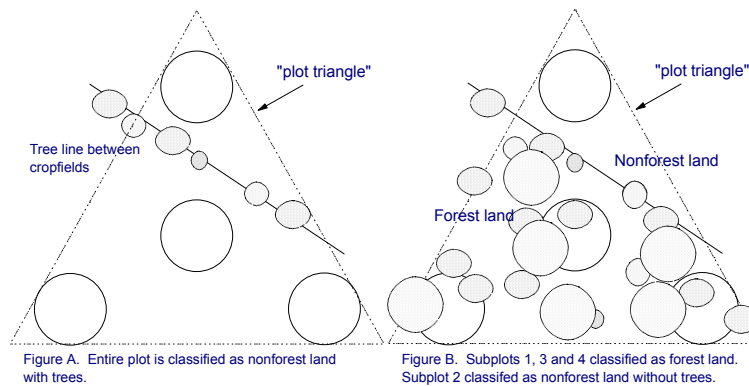 "plot triangle"
Tree line between
cropfields
Figure A.  Entire plot is classified as nonforest land
with trees.
"plot triangle"
Nonforest land
Forest land
Figure B.  Subplots 1, 3 and 4 classified as forest land.
Subplot 2 classifed as nonforest land without trees.